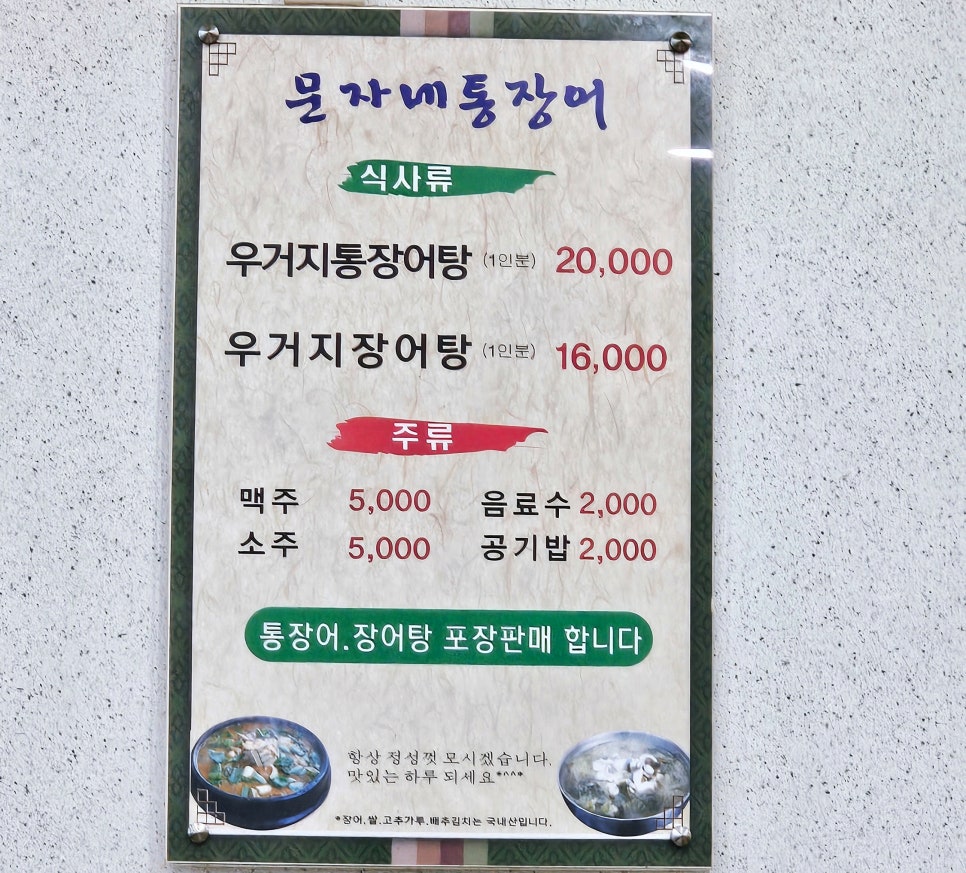 문자네통장어
식사류
우거지통장어탕 (1인분) 20,000
우거지장어탕 (1인분) 16,000
주류
맥주 5,000 음료수 2,000
소주 5,000 공기밥 2,000
통장어.장어탕 포장판매 합니다
항상 정성껏 모시겠습니다.
맛있는 하루 되세요*^^*
*장어,쌀,고추가루,배추김치는 국내산입니다.